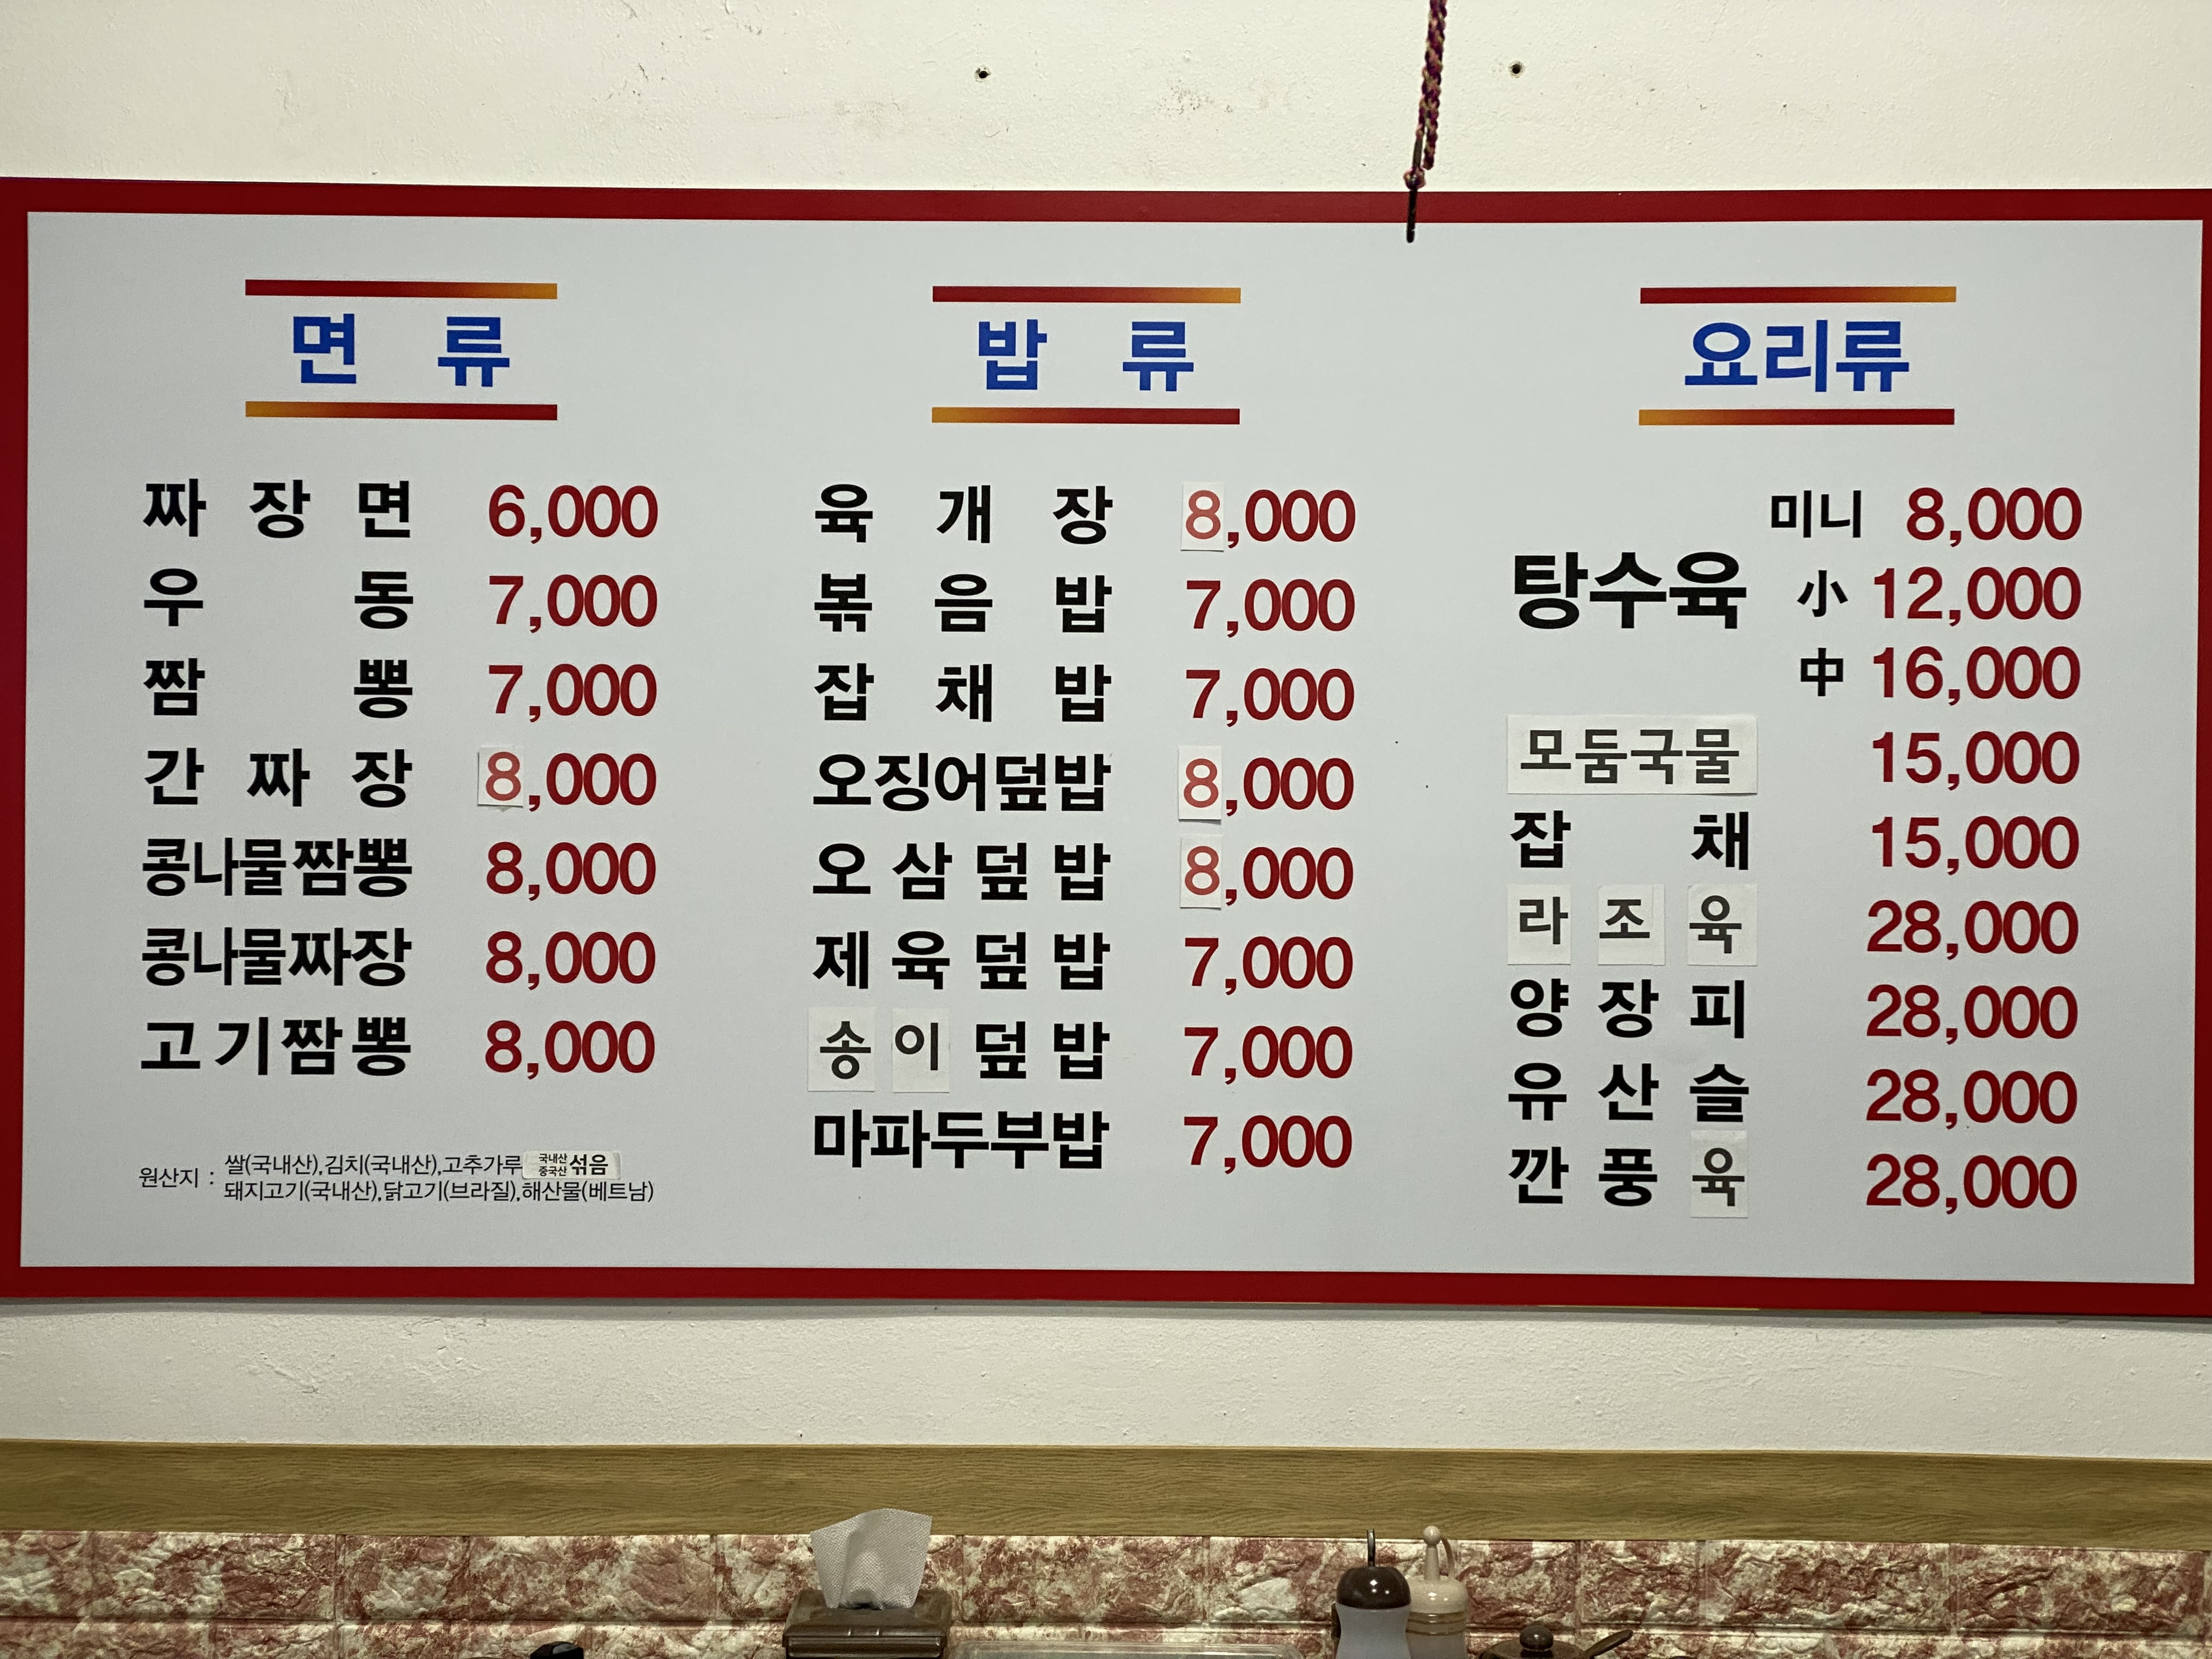 면 류
짜장면 6,000
우동 7,000
짬뽕 7,000
간짜장 8,000
콩나물짬뽕 8,000
콩나물짜장 8,000
고기짬뽕 8,000
원산지 : 쌀(국내산),김치(국내산),고추가루 국내산 중국산 섞음
돼지고기(국내산),닭고기(브라질),해산물(베트남)
밥 류
육개장 8,000
볶음밥 7,000
잡채밥 7,000
오징어덮밥 8,000
오삼덮밥 8,000
제육덮밥 7,000
송이덮밥 7,000
마파두부밥 7,000
요리류
탕수육 미니 8,000
小 12,000
中 16,000
모둠국물 15,000
잡채 15,000
라조육 28,000
양장피 28,000
유산슬 28,000
깐풍육 28,000